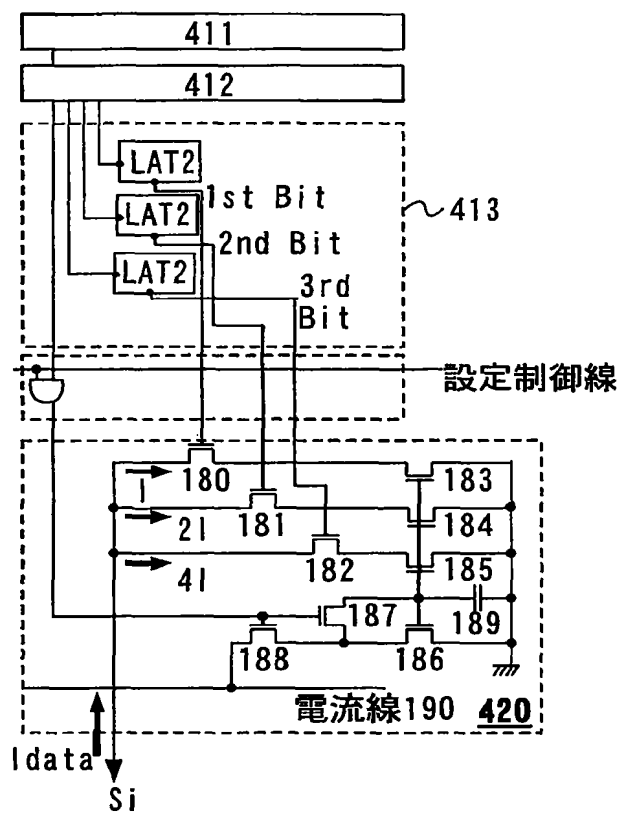 411
412
LAT2
1st Bit
413
LAT2
2nd Bit
LAT2
3rd
Bit
設定制御線
180
183
I
2I
181
184
4I
182
185
187
189
188
186
電流線190
420
Idata
Si